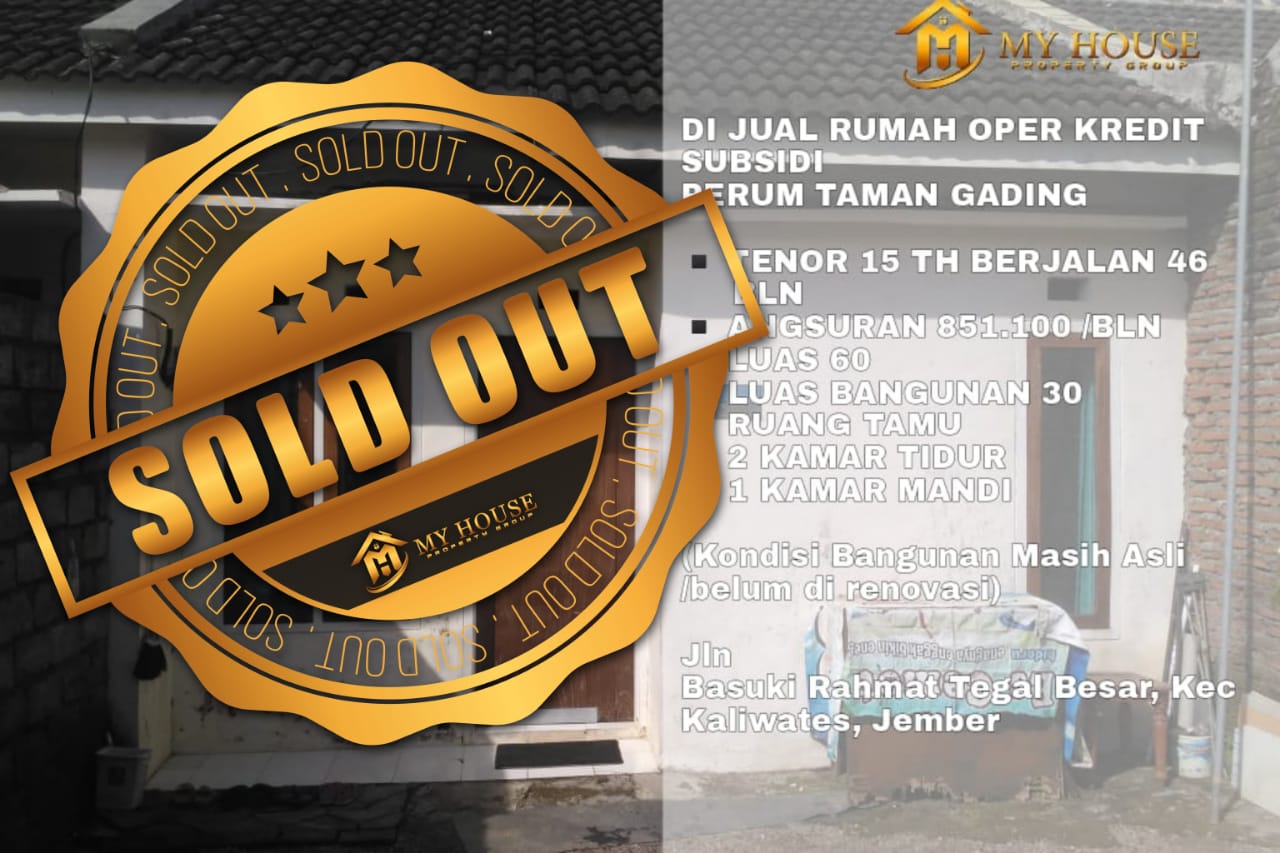 MY HOUSE
PROPERTY GROUP
DI JUAL RUMAH OPER KREDIT
SUBSIDI
PERUM TAMAN GADING
TENOR 15 TH BERJALAN 46
BLN
ANGSURAN 851.100 /BLN
LUAS 60
LUAS BANGUNAN 30
RUANG TAMU
2 KAMAR TIDUR
1 KAMAR MANDI
(Kondisi Bangunan Masih Asli
/belum di renovasi)
Jln
Basuki Rahmat Tegal Besar, Kec
Kaliwates, Jember
SOLD OUT . SOLD OUT . SOLD OUT . SOLD O
SOLD OUT
MY HOUSE
PROPERTY GROUP
OUT . SOLD OUT . SOLD OUT . SOLD OUT . SOLD O